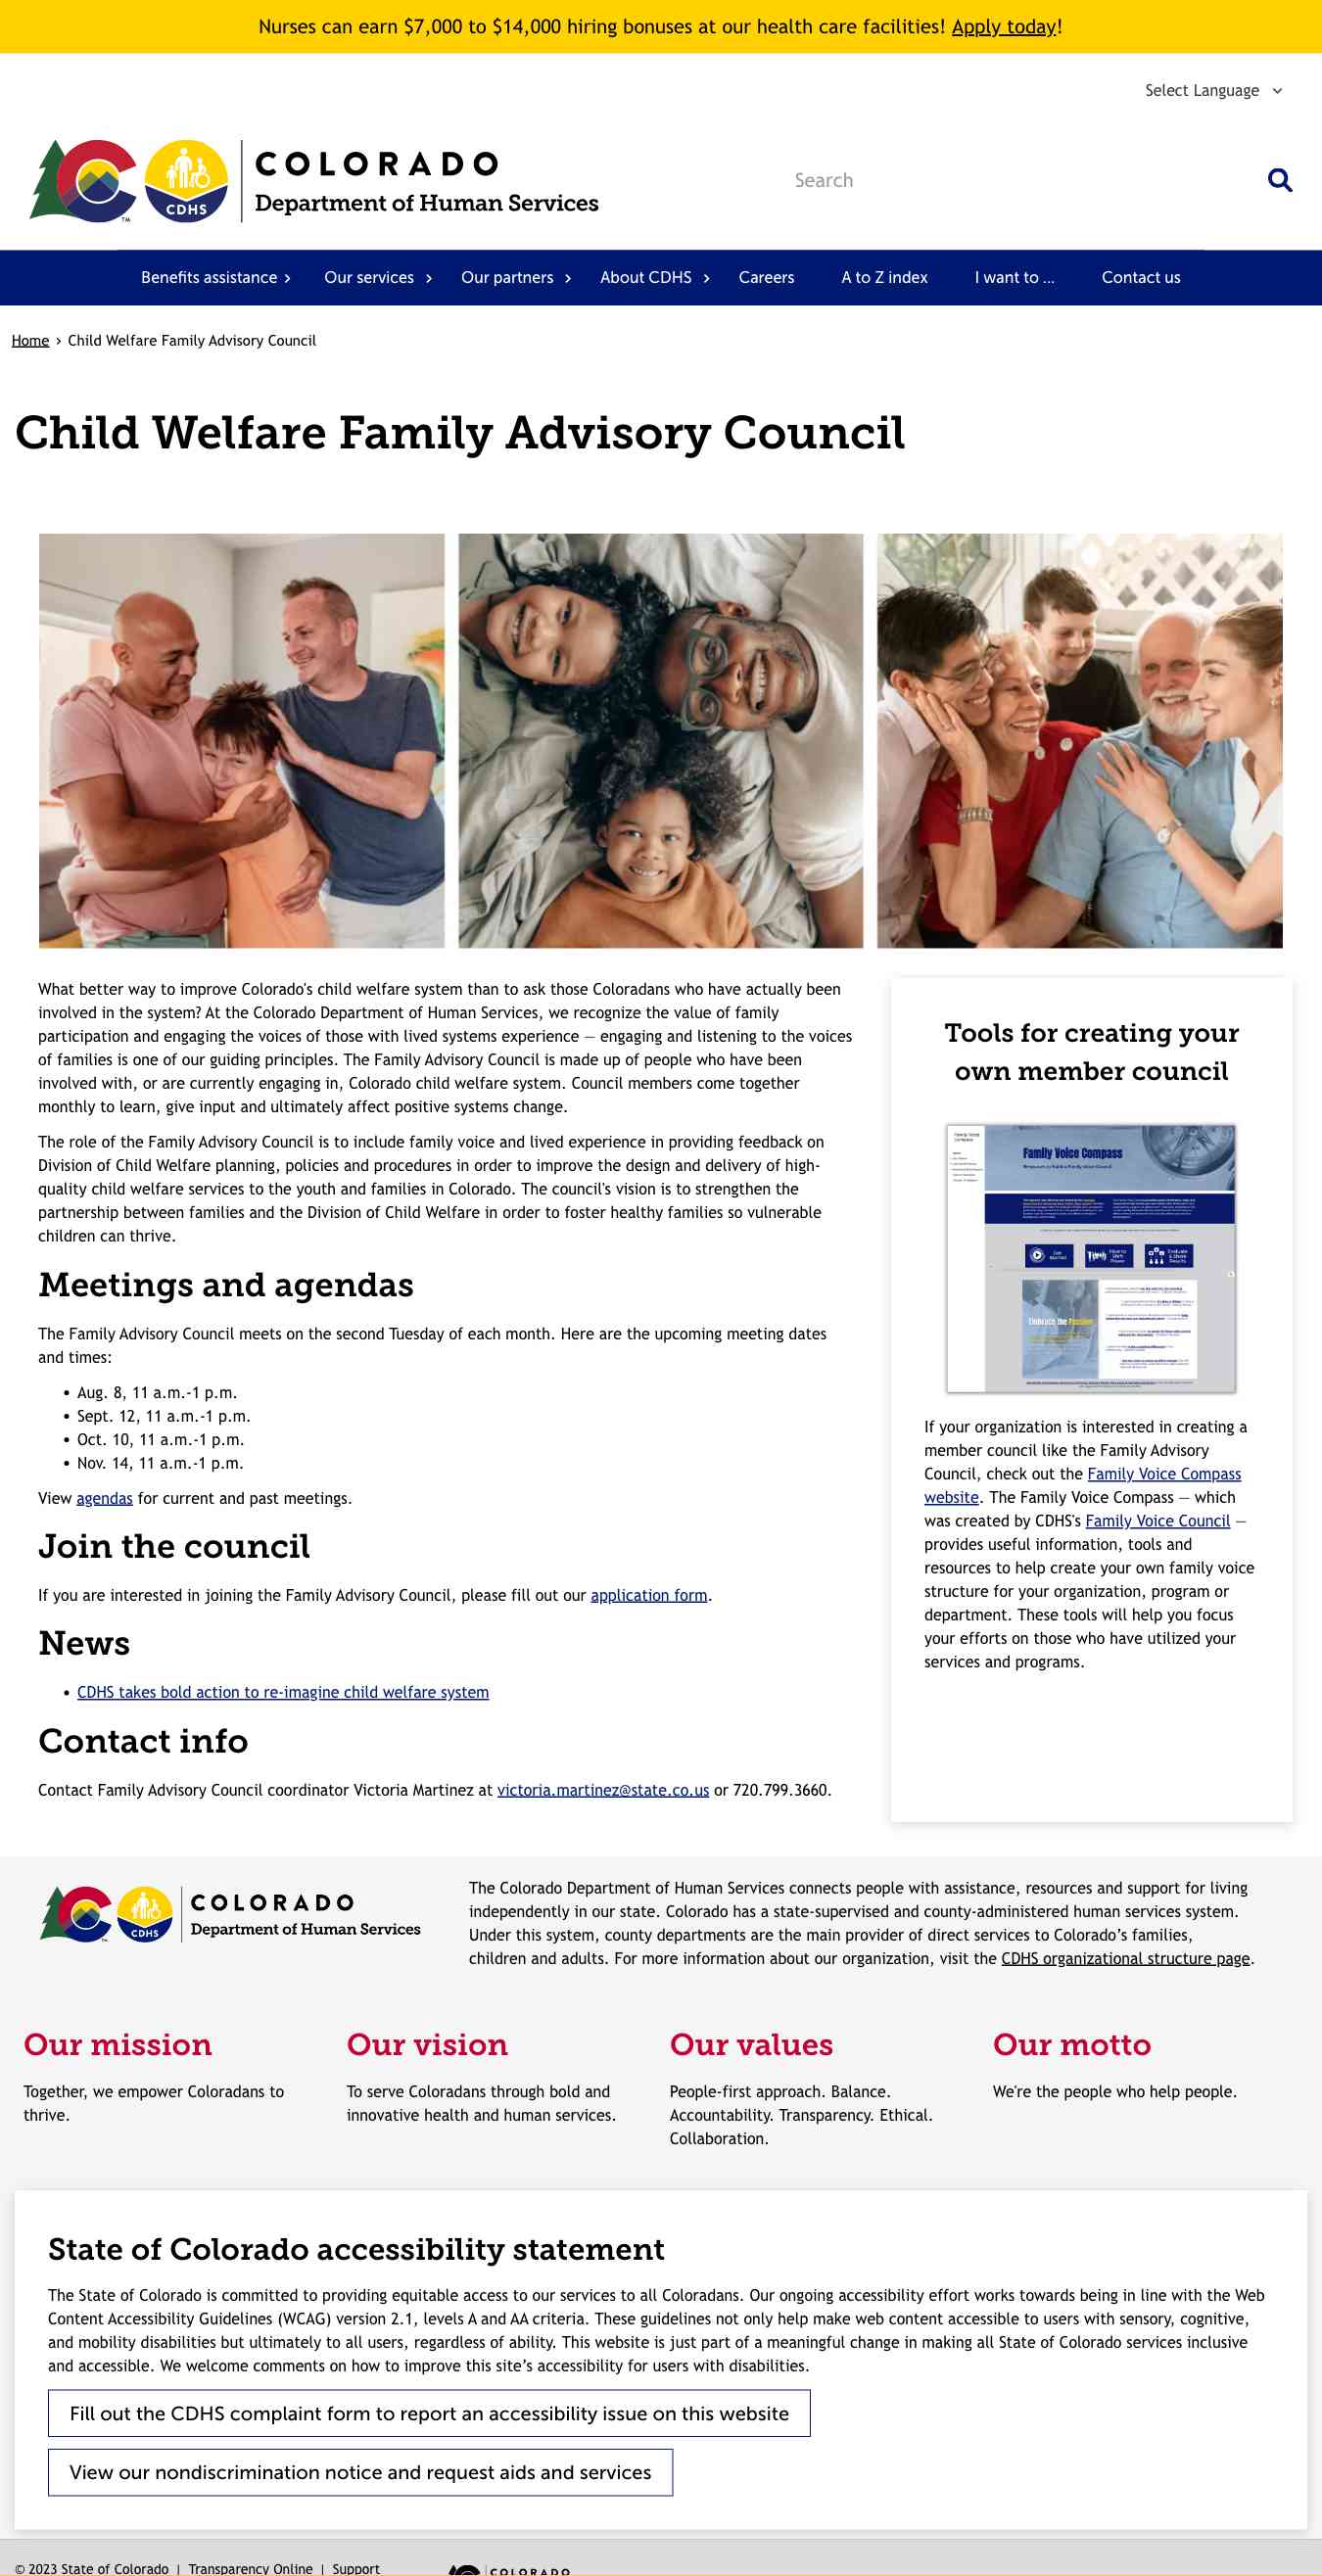 Nurses can earn $7,000 to $14,000 hiring bonuses at our health care facilities! Apply today!
Select Language
COLORADO
Department of Human Services
CDHS
TM
Search
Benefits assistance Our services Our partners About CDHS Careers A to Z index I want to ... Contact us
Home › Child Welfare Family Advisory Council
Child Welfare Family Advisory Council
What better way to improve Colorado's child welfare system than to ask those Coloradans who have actually been
involved in the system? At the Colorado Department of Human Services, we recognize the value of family
participation and engaging the voices of those with lived systems experience — engaging and listening to the voices
of families is one of our guiding principles. The Family Advisory Council is made up of people who have been
involved with, or are currently engaging in, Colorado child welfare system. Council members come together
monthly to learn, give input and ultimately affect positive systems change.
The role of the Family Advisory Council is to include family voice and lived experience in providing feedback on
Division of Child Welfare planning, policies and procedures in order to improve the design and delivery of high-
quality child welfare services to the youth and families in Colorado. The council's vision is to strengthen the
partnership between families and the Division of Child Welfare in order to foster healthy families so vulnerable
children can thrive.
Meetings and agendas
The Family Advisory Council meets on the second Tuesday of each month. Here are the upcoming meeting dates
and times:
• Aug. 8, 11 a.m.-1 p.m.
• Sept. 12, 11 a.m.-1 p.m.
• Oct. 10, 11 a.m.-1 p.m.
• Nov. 14, 11 a.m.-1 p.m.
View agendas for current and past meetings.
Join the council
If you are interested in joining the Family Advisory Council, please fill out our application form.
News
• CDHS takes bold action to re-imagine child welfare system
Contact info
Contact Family Advisory Council coordinator Victoria Martinez at victoria.martinez@state.co.us or 720.799.3660.
Tools for creating your
own member council
Family Voice Compass
Embrace the Passion
If your organization is interested in creating a
member council like the Family Advisory
Council, check out the Family Voice Compass
website. The Family Voice Compass — which
was created by CDHS's Family Voice Council —
provides useful information, tools and
resources to help create your own family voice
structure for your organization, program or
department. These tools will help you focus
your efforts on those who have utilized your
services and programs.
COLORADO
Department of Human Services
CDHS
The Colorado Department of Human Services connects people with assistance, resources and support for living
independently in our state. Colorado has a state-supervised and county-administered human services system.
Under this system, county departments are the main provider of direct services to Colorado’s families,
children and adults. For more information about our organization, visit the CDHS organizational structure page.
Our mission
Together, we empower Coloradans to
thrive.
Our vision
To serve Coloradans through bold and
innovative health and human services.
Our values
People-first approach. Balance.
Accountability. Transparency. Ethical.
Collaboration.
Our motto
We're the people who help people.
State of Colorado accessibility statement
The State of Colorado is committed to providing equitable access to our services to all Coloradans. Our ongoing accessibility effort works towards being in line with the Web
Content Accessibility Guidelines (WCAG) version 2.1, levels A and AA criteria. These guidelines not only help make web content accessible to users with sensory, cognitive,
and mobility disabilities but ultimately to all users, regardless of ability. This website is just part of a meaningful change in making all State of Colorado services inclusive
and accessible. We welcome comments on how to improve this site’s accessibility for users with disabilities.
Fill out the CDHS complaint form to report an accessibility issue on this website
View our nondiscrimination notice and request aids and services
© 2023 State of Colorado | Transparency Online | Support
COLORADO